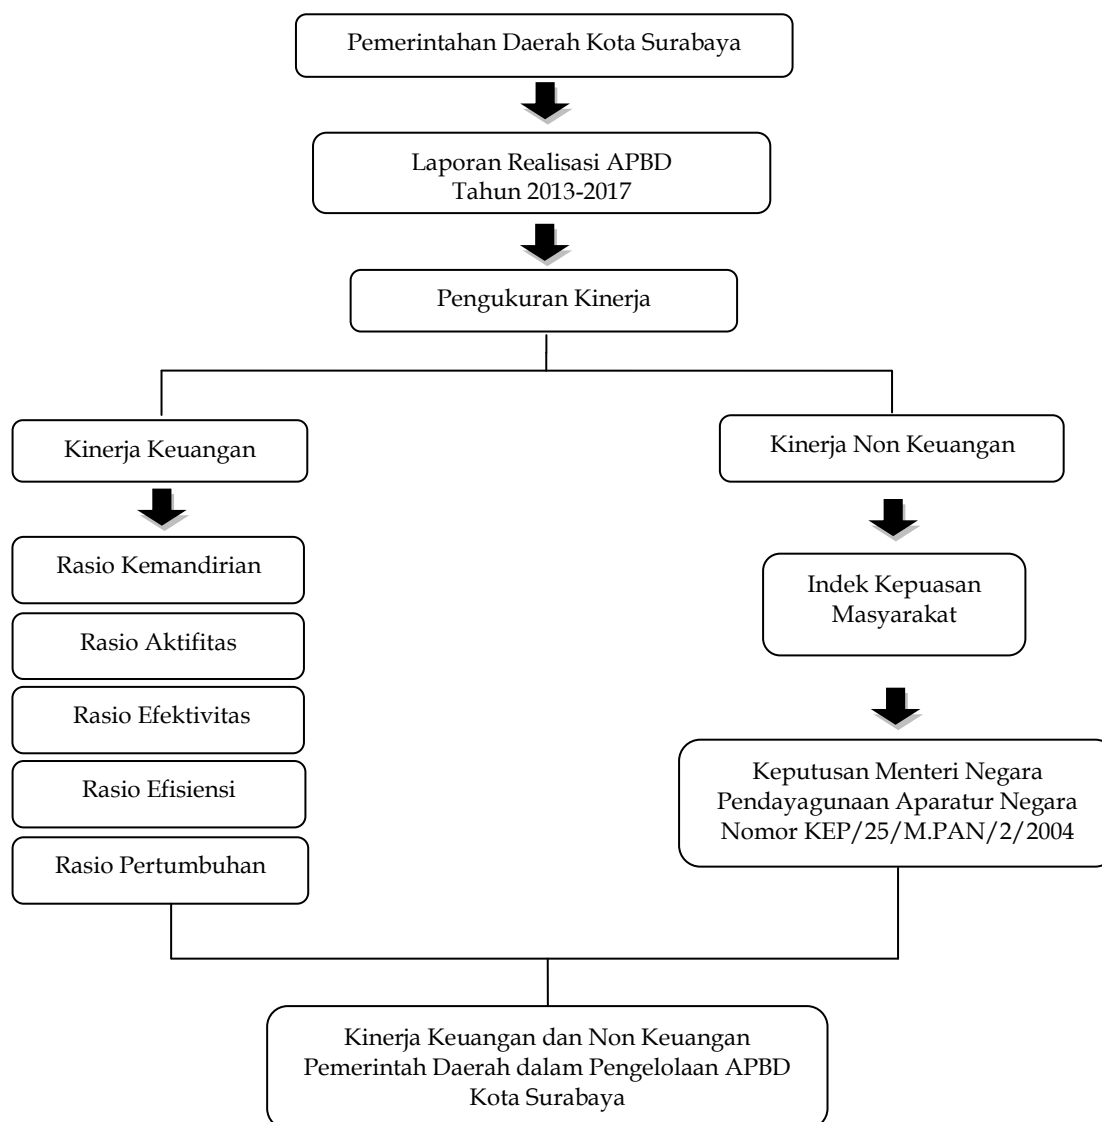 Pemerintahan Daerah Kota Surabaya
Laporan Realisasi APBD
Tahun 2013-2017
Pengukuran Kinerja
Kinerja Keuangan
Kinerja Non Keuangan
Rasio Kemandirian
Rasio Aktifitas
Rasio Efektivitas
Rasio Efisiensi
Rasio Pertumbuhan
Indek Kepuasan
Masyarakat
Keputusan Menteri Negara
Pendayagunaan Aparatur Negara
Nomor KEP/25/M.PAN/2/2004
Kinerja Keuangan dan Non Keuangan
Pemerintah Daerah dalam Pengelolaan APBD
Kota Surabaya